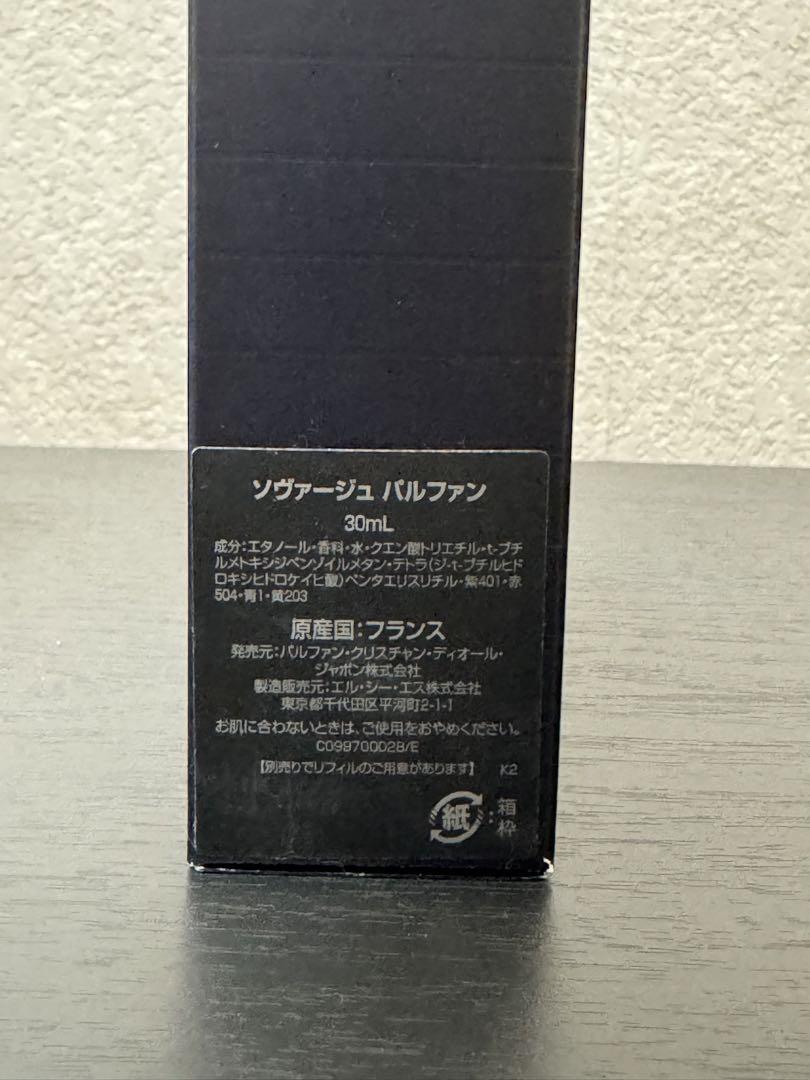 ソヴァージュ パルファン
30mL
成分:エタノール・香料・水・クエン酸トリエチル・t-ブチ
ルメトキシジベンゾイルメタン・テトラ(ジ-t-ブチルヒド
ロキシヒドロケイヒ酸)ペンタエリスリチル・紫401・赤
504・青1・黄203
原産国:フランス
発売元:パルファン・クリスチャン・ディオール・
ジャポン株式会社
製造販売元:エル・シー・エス株式会社
東京都千代田区平河町2-1-1
お肌に合わないときは、ご使用をおやめください。
C099700028/E
【別売りでリフィルのご用意があります】 K2
紙:箱
枠